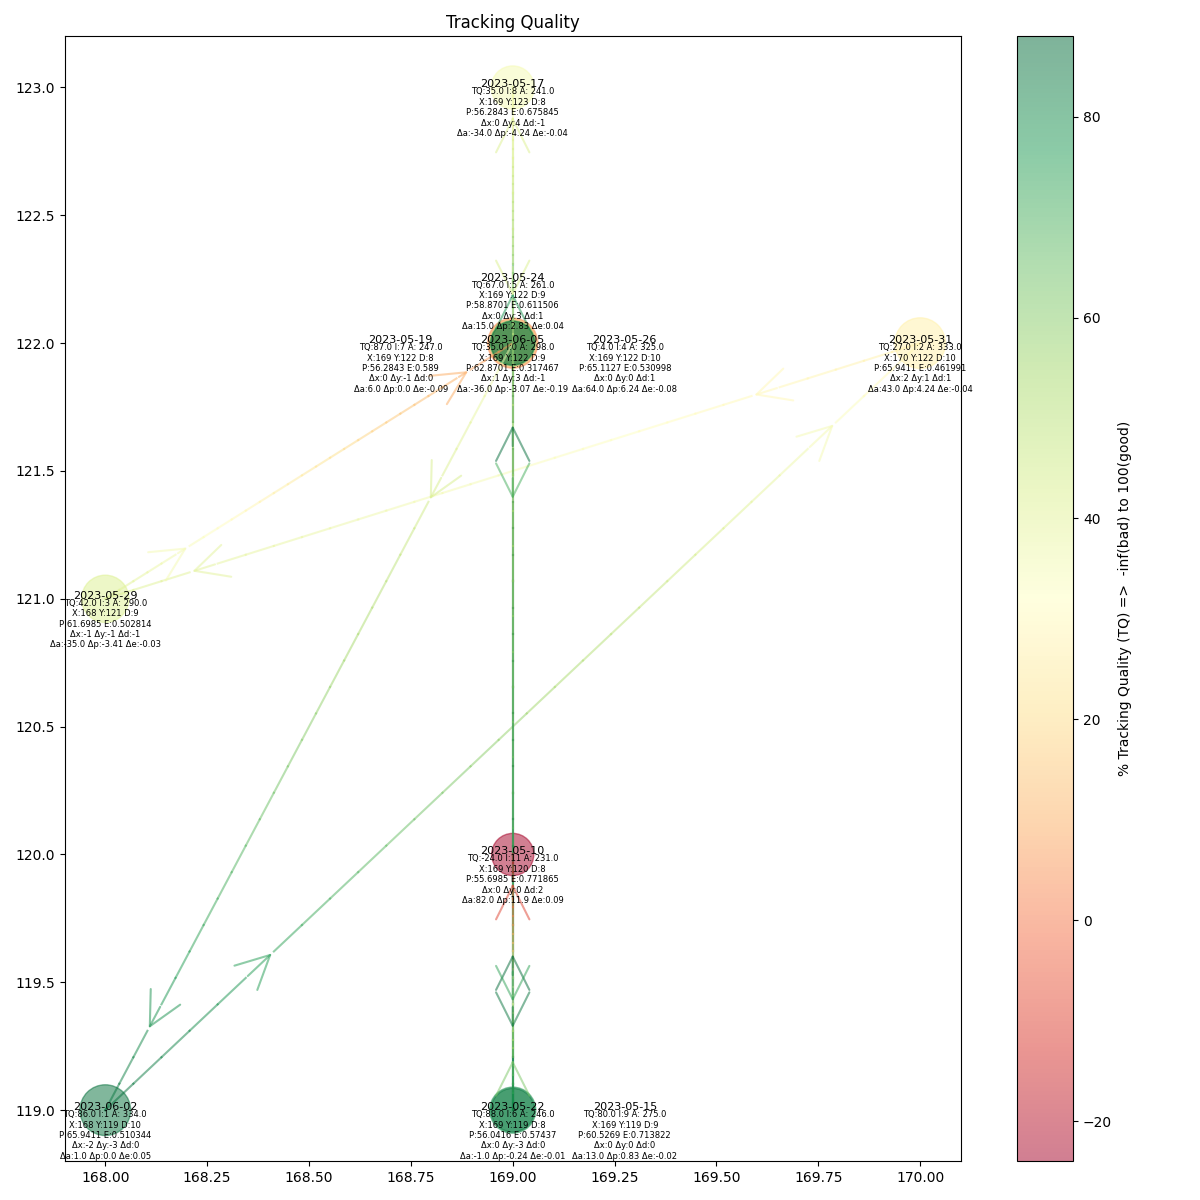 Tracking Quality
123.0
122.5
122.0
121.5
121.0
120.5
120.0
119.5
119.0
2023-05-17
TQ:35.0 I:8 A: 241.0
X:169 Y:123 D:8
P:56.2843 E:0.675845
Δx:0 Δy:4 Δd:-1
Δa:-34.0 Δp:-4.24 Δe:-0.04
2023-05-24
TQ:67.0 I:5 A: 261.0
X:169 Y:122 D:9
P:58.8701 E:0.611506
Δx:0 Δy:3 Δd:1
Δa:15.0 Δp:2.83 Δe:0.04
2023-05-19
TQ:87.0 I:7 A: 247.0
X:169 Y:122 D:8
P:56.2843 E:0.589
Δx:0 Δy:-1 Δd:0
Δa:6.0 Δp:0.0 Δe:-0.09
2023-06-05
TQ:35.0 I:0 A: 298.0
X:169 Y:122 D:9
P:62.8701 E:0.317467
Δx:1 Δy:3 Δd:-1
Δa:-36.0 Δp:-3.07 Δe:-0.19
2023-05-26
TQ:4.0 I:4 A: 325.0
X:169 Y:122 D:10
P:65.1127 E:0.530998
Δx:0 Δy:0 Δd:1
Δa:64.0 Δp:6.24 Δe:-0.08
2023-05-31
TQ:27.0 I:2 A: 333.0
X:170 Y:122 D:10
P:65.9411 E:0.461991
Δx:2 Δy:1 Δd:1
Δa:43.0 Δp:4.24 Δe:-0.04
2023-05-29
TQ:42.0 I:3 A: 290.0
X:168 Y:121 D:9
P:61.6985 E:0.502814
Δx:-1 Δy:-1 Δd:-1
Δa:-35.0 Δp:-3.41 Δe:-0.03
2023-05-10
TQ:-24.0 I:11 A: 231.0
X:169 Y:120 D:8
P:55.6985 E:0.771865
Δx:0 Δy:0 Δd:2
Δa:82.0 Δp:11.9 Δe:0.09
2023-06-02
TQ:86.0 I:1 A: 334.0
X:168 Y:119 D:10
P:65.9411 E:0.510344
Δx:-2 Δy:-3 Δd:0
Δa:1.0 Δp:0.0 Δe:0.05
2023-05-22
TQ:88.0 I:6 A: 246.0
X:169 Y:119 D:8
P:56.0416 E:0.57437
Δx:0 Δy:-3 Δd:0
Δa:-1.0 Δp:-0.24 Δe:-0.01
2023-05-15
TQ:80.0 I:9 A: 275.0
X:169 Y:119 D:9
P:60.5269 E:0.713822
Δx:0 Δy:0 Δd:0
Δa:13.0 Δp:0.83 Δe:-0.02
168.00 168.25 168.50 168.75 169.00 169.25 169.50 169.75 170.00
80
60
40
20
0
−20
% Tracking Quality (TQ) => -inf(bad) to 100(good)